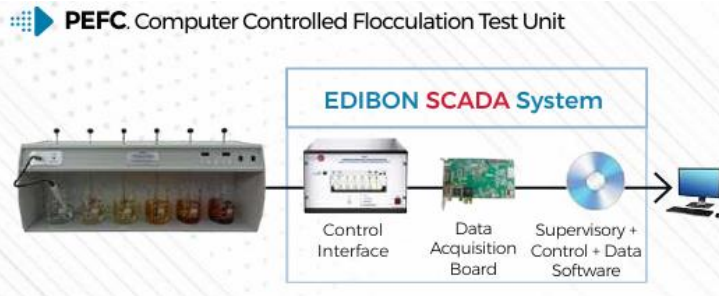 PEFC. Computer Controlled Flocculation Test Unit
EDIBON SCADA System
Control
Interface
Data
Acquisition
Board
Supervisory +
Control + Data
Software